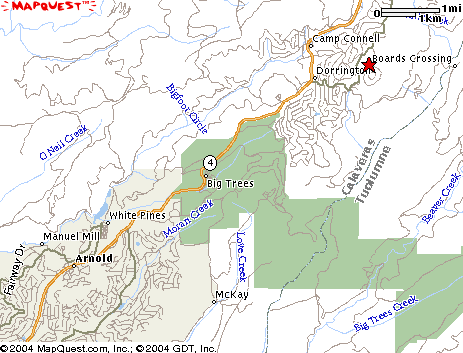 MAPQUEST™
0 1mi
1km
Camp Connell
Boards Crossing
Dorrington
Bigfoot Circle
O Neil Creek
Calaveras
Tuolumne
4
Big Trees
Beaver Creek
White Pines
Moran Creek
Manuel Mill
Love Creek
Fairway Dr
Arnold
McKay
Big Trees Creek
©2004 MapQuest.com, Inc.; ©2004 GDT, Inc.